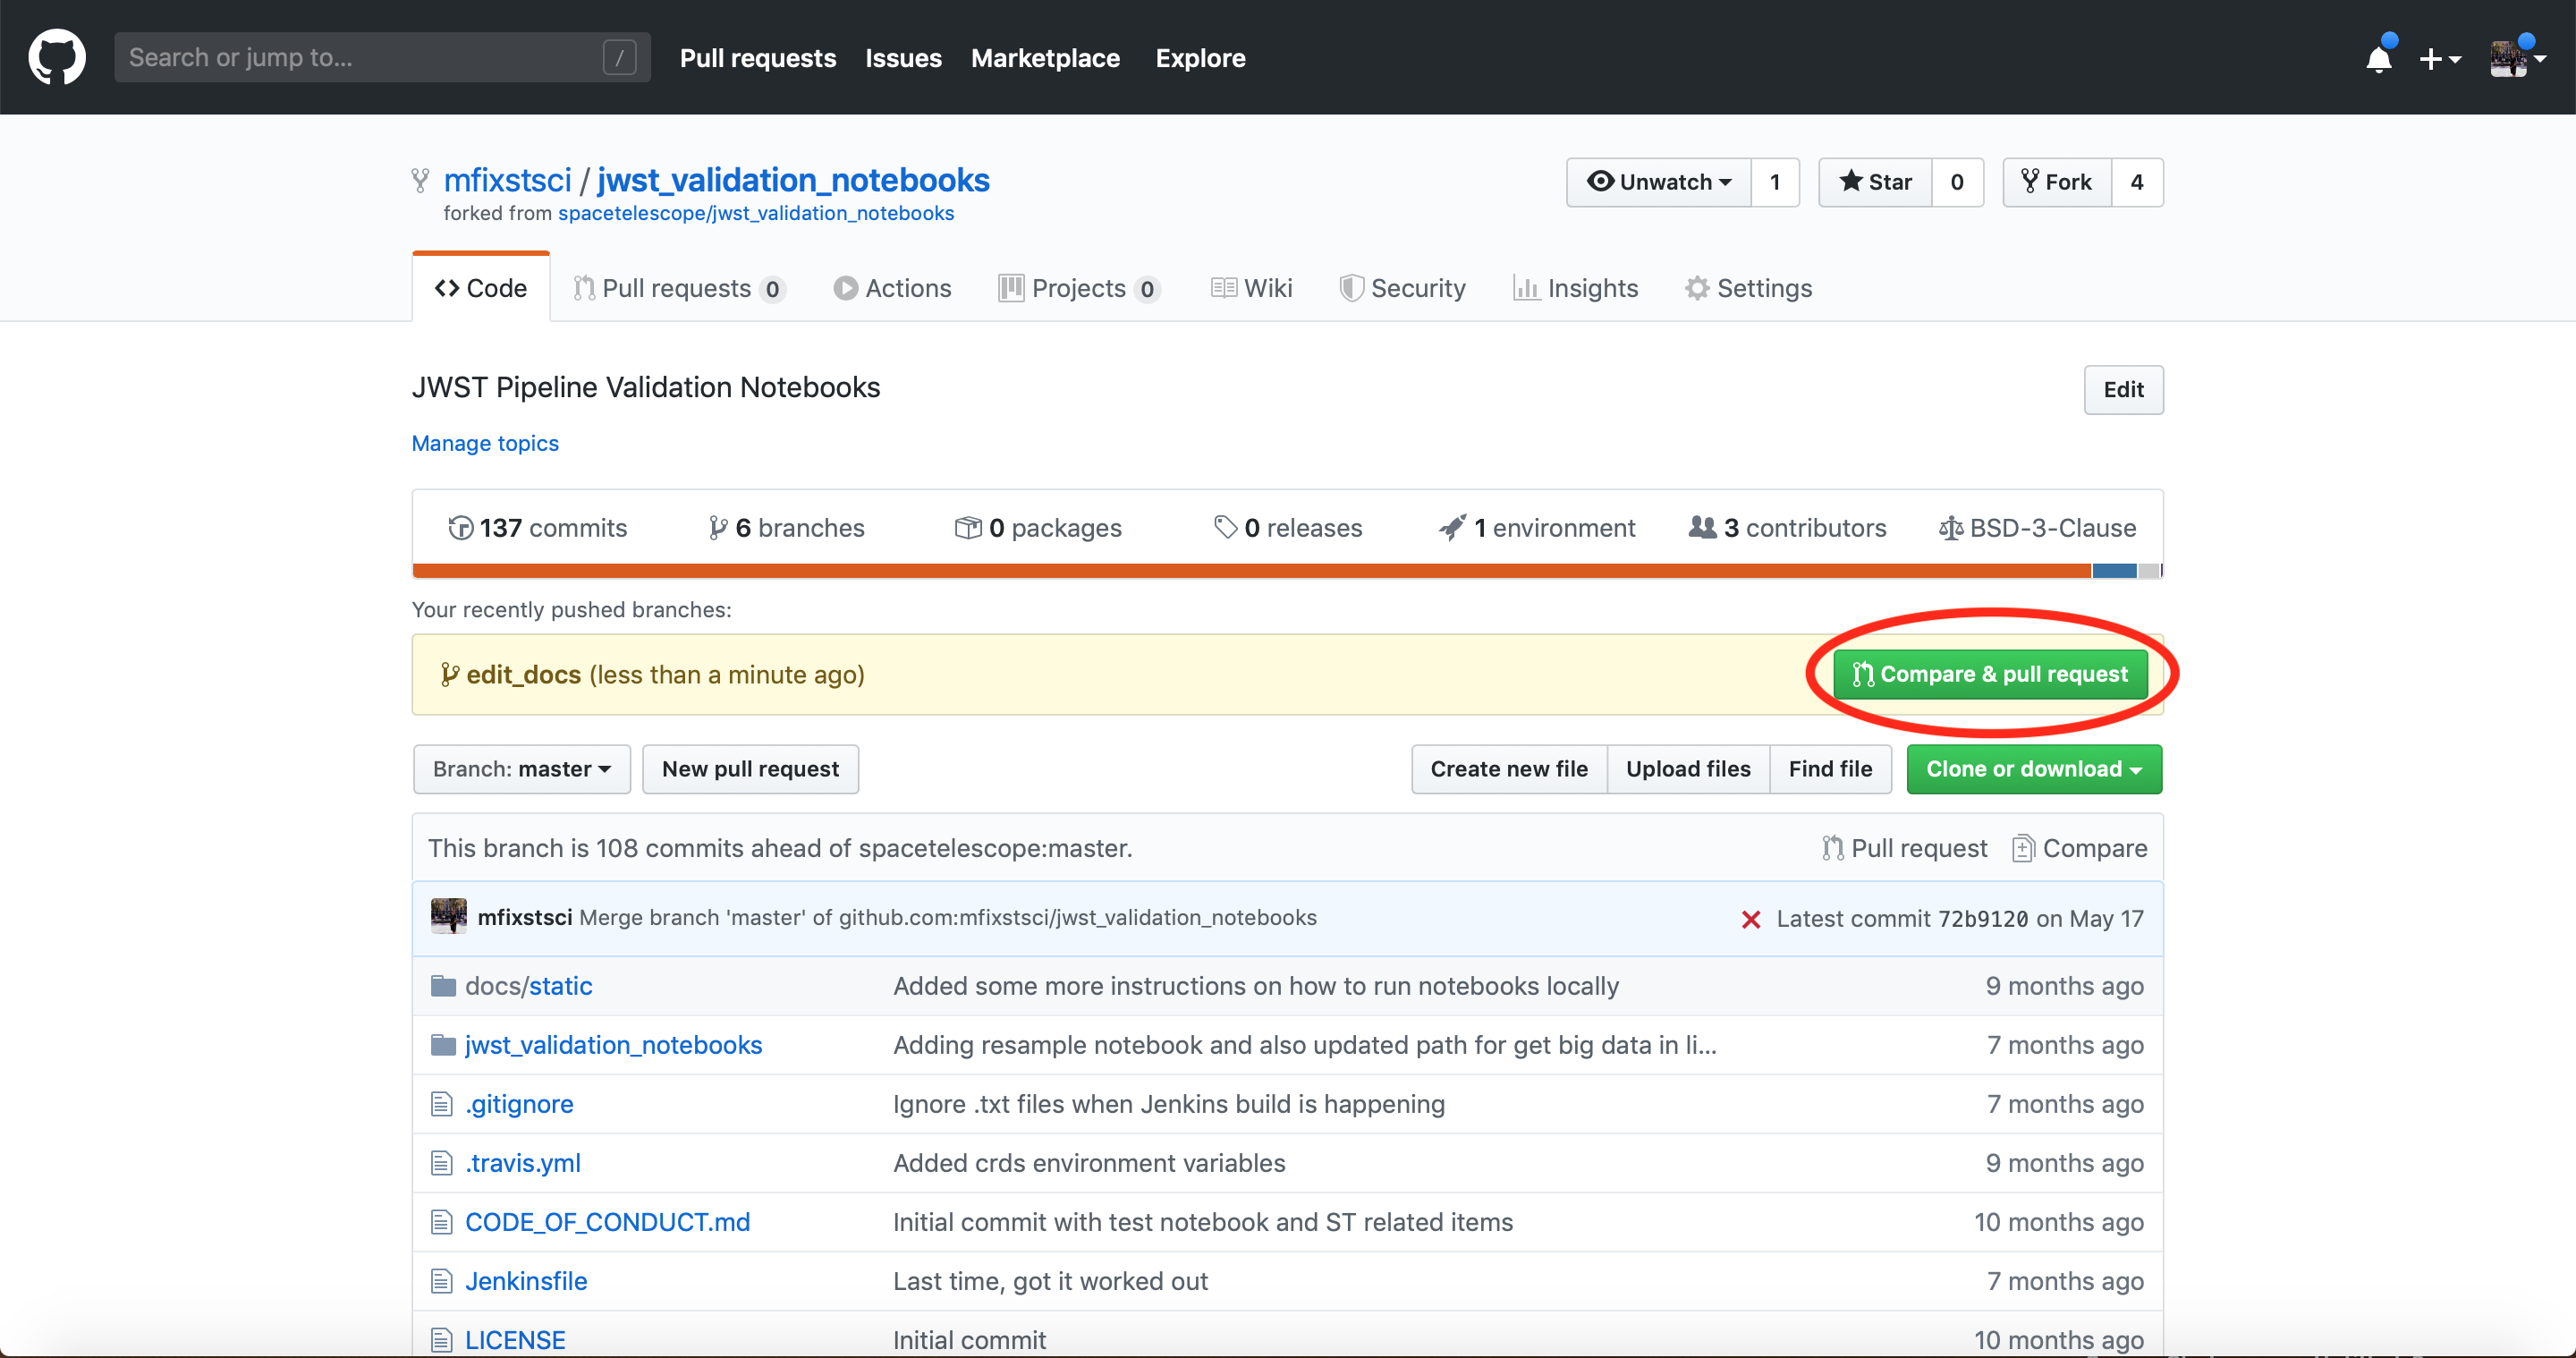 Search or jump to... /
Pull requests Issues Marketplace Explore
mfixstsci / jwst_validation_notebooks
forked from spacetelescope/jwst_validation_notebooks
Unwatch 1 Star 0 Fork 4
Code Pull requests 0 Actions Projects 0 Wiki Security Insights Settings
JWST Pipeline Validation Notebooks
Edit
Manage topics
137 commits 6 branches 0 packages 0 releases 1 environment 3 contributors BSD-3-Clause
Your recently pushed branches:
edit_docs (less than a minute ago) Compare & pull request
Branch: master New pull request Create new file Upload files Find file Clone or download
This branch is 108 commits ahead of spacetelescope:master. Pull request Compare
mfixstsci Merge branch 'master' of github.com:mfixstsci/jwst_validation_notebooks Latest commit 72b9120 on May 17
docs/static Added some more instructions on how to run notebooks locally 9 months ago
jwst_validation_notebooks Adding resample notebook and also updated path for get big data in li... 7 months ago
.gitignore Ignore .txt files when Jenkins build is happening 7 months ago
.travis.yml Added crds environment variables 9 months ago
CODE_OF_CONDUCT.md Initial commit with test notebook and ST related items 10 months ago
Jenkinsfile Last time, got it worked out 7 months ago
LICENSE Initial commit 10 months ago